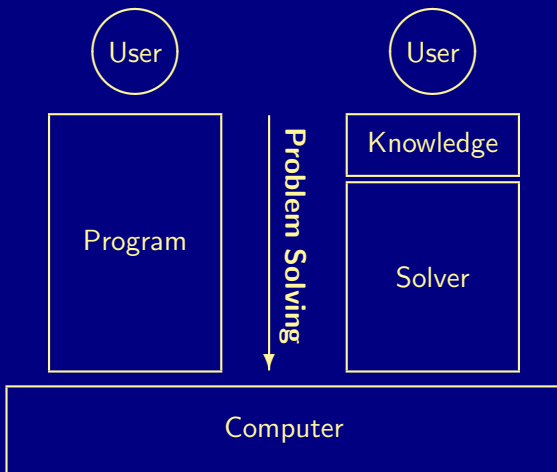 User
User
Program
Problem Solving
Knowledge
Solver
Computer